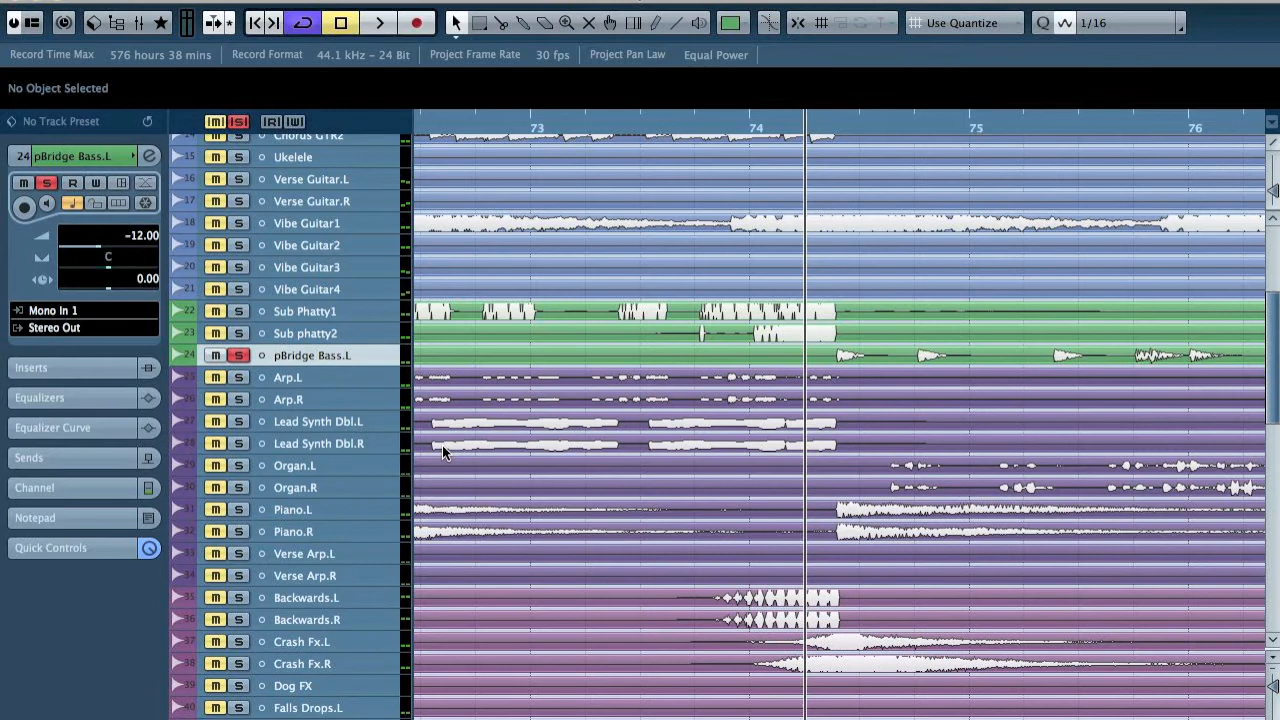 Use Quantize 1/16
Record Time Max 576 hour 38 mins Record Format 44.1 kHz - 24 Bit Project Frame Rate 30 fps Project Pan Law Equal Power
No Object Selected
No Track Preset
24 pBridge Bass.L
m S R W
-12.00
C
0.00
Mono In 1
Stereo Out
Inserts
Equalizers
Equalizer Curve
Sends
Channel
Notepad
Quick Controls
M S R W
73 74 75 76
Chorus GTR2
15 m S Ukelele
16 m S Verse Guitar.L
17 m S Verse Guitar.R
18 m S Vibe Guitar1
19 m S Vibe Guitar2
20 m S Vibe Guitar3
21 m S Vibe Guitar4
22 m S Sub Phatty1
23 m S Sub phatty2
24 m S pBridge Bass.L
25 m S Arp.L
26 m S Arp.R
27 m S Lead Synth Dbl.L
28 m S Lead Synth Dbl.R
29 m S Organ.L
30 m S Organ.R
31 m S Piano.L
32 m S Piano.R
33 m S Verse Arp.L
34 m S Verse Arp.R
35 m S Backwards.L
36 m S Backwards.R
37 m S Crash Fx.L
38 m S Crash Fx.R
39 m S Dog FX
40 m S Falls Drops.L